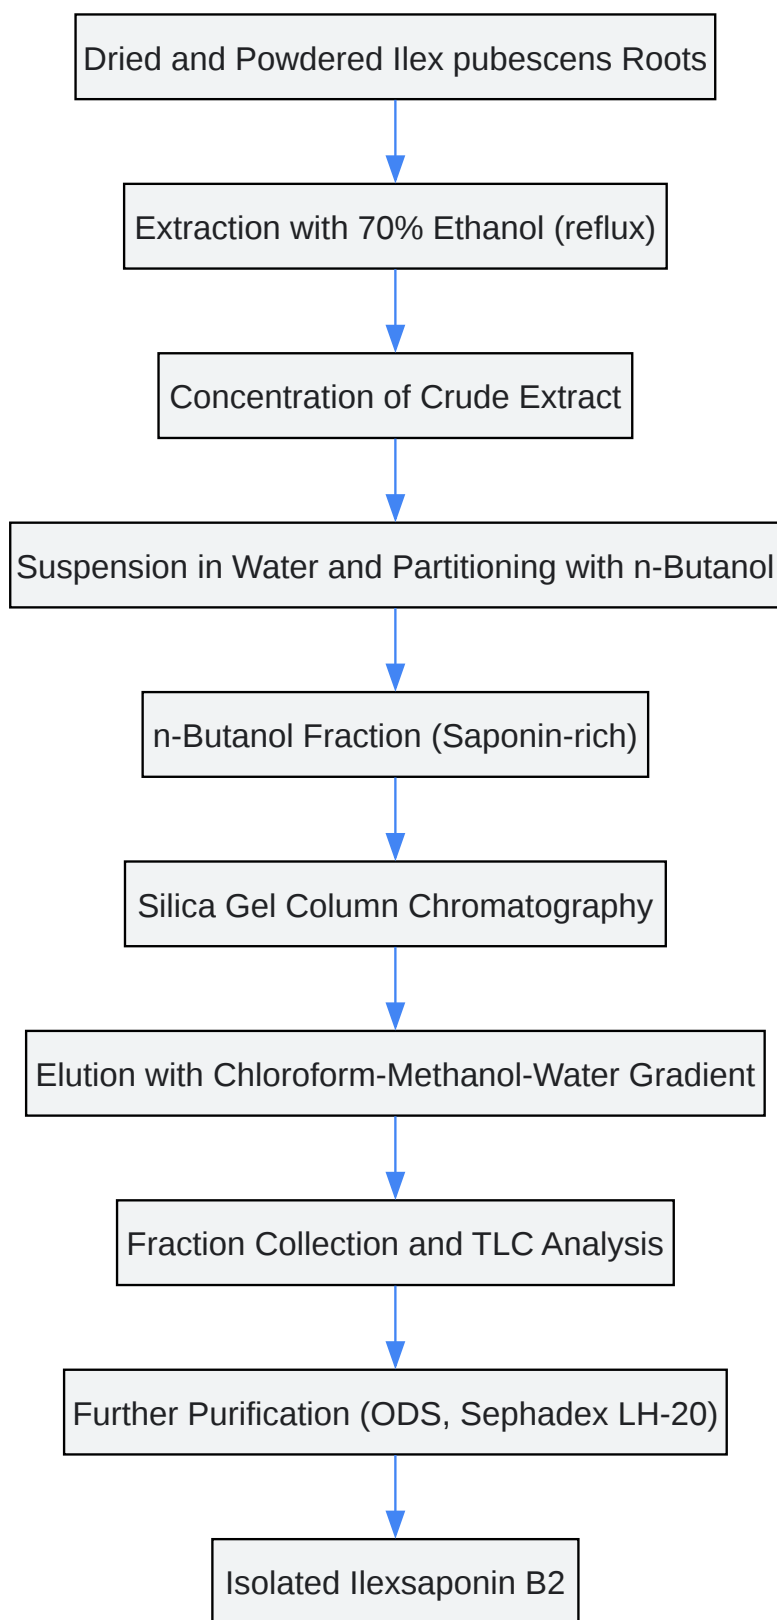 Dried and Powdered Ilex pubescens Roots
Extraction with 70% Ethanol (reflux)
Concentration of Crude Extract
Suspension in Water and Partitioning with n-Butanol
n-Butanol Fraction (Saponin-rich)
Silica Gel Column Chromatography
Elution with Chloroform-Methanol-Water Gradient
Fraction Collection and TLC Analysis
Further Purification (ODS, Sephadex LH-20)
Isolated Ilexsaponin B2